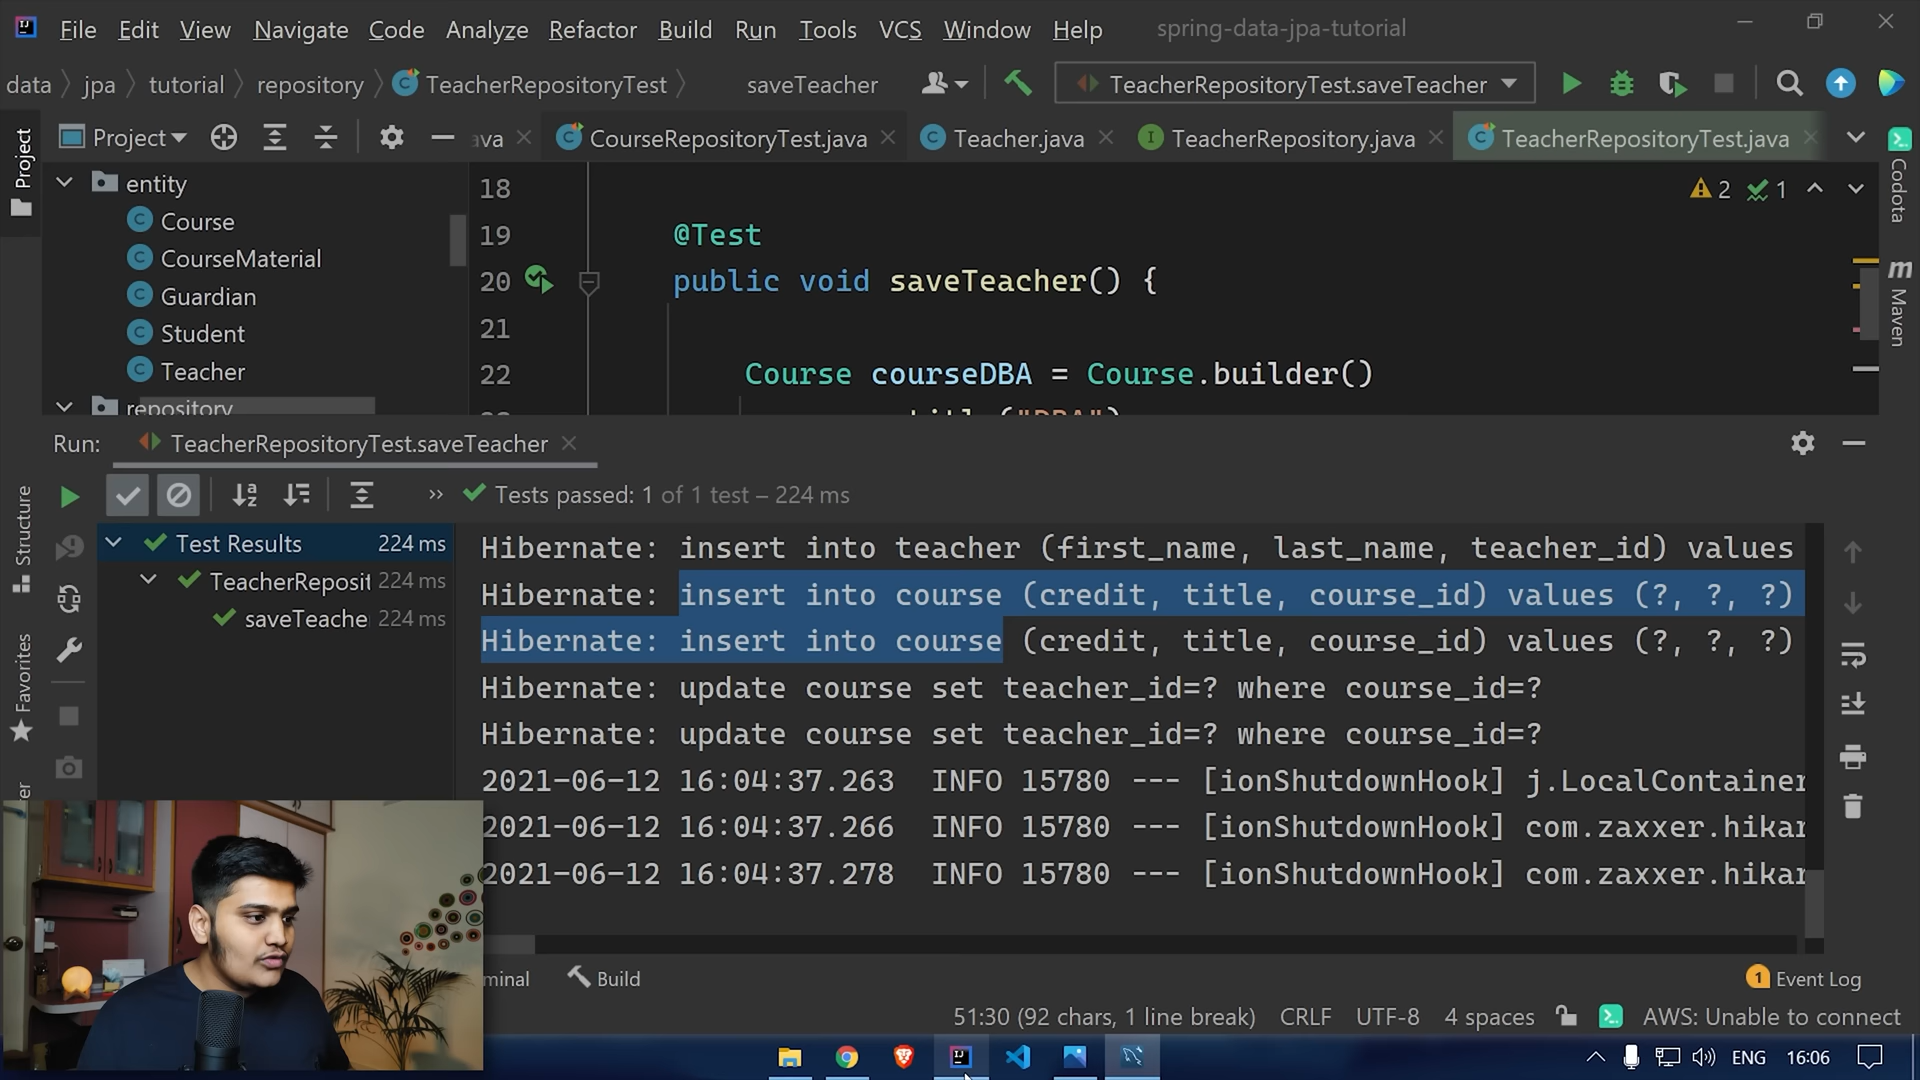 File Edit View Navigate Code Analyze Refactor Build Run Tools VCS Window Help spring-data-jpa-tutorial
data jpa tutorial repository TeacherRepositoryTest saveTeacher TeacherRepositoryTest.saveTeacher
Project ava CourseRepositoryTest.java Teacher.java TeacherRepository.java TeacherRepositoryTest.java
Project
Codota
Maven
entity
Course
CourseMaterial
Guardian
Student
Teacher
repository
2 1
18
19 @Test
20 public void saveTeacher() {
21
22 Course courseDBA = Course.builder()
Run: TeacherRepositoryTest.saveTeacher
Tests passed: 1 of 1 test – 224 ms
Structure
Favorites
Test Results 224 ms
TeacherReposit 224 ms
saveTeache 224 ms
Hibernate: insert into teacher (first_name, last_name, teacher_id) values
Hibernate: insert into course (credit, title, course_id) values (?, ?, ?)
Hibernate: insert into course (credit, title, course_id) values (?, ?, ?)
Hibernate: update course set teacher_id=? where course_id=?
Hibernate: update course set teacher_id=? where course_id=?
2021-06-12 16:04:37.263 INFO 15780 --- [ionShutdownHook] j.LocalContainer
2021-06-12 16:04:37.266 INFO 15780 --- [ionShutdownHook] com.zaxxer.hikar
2021-06-12 16:04:37.278 INFO 15780 --- [ionShutdownHook] com.zaxxer.hikar
minal Build 1 Event Log
51:30 (92 chars, 1 line break) CRLF UTF-8 4 spaces AWS: Unable to connect
ENG 16:06